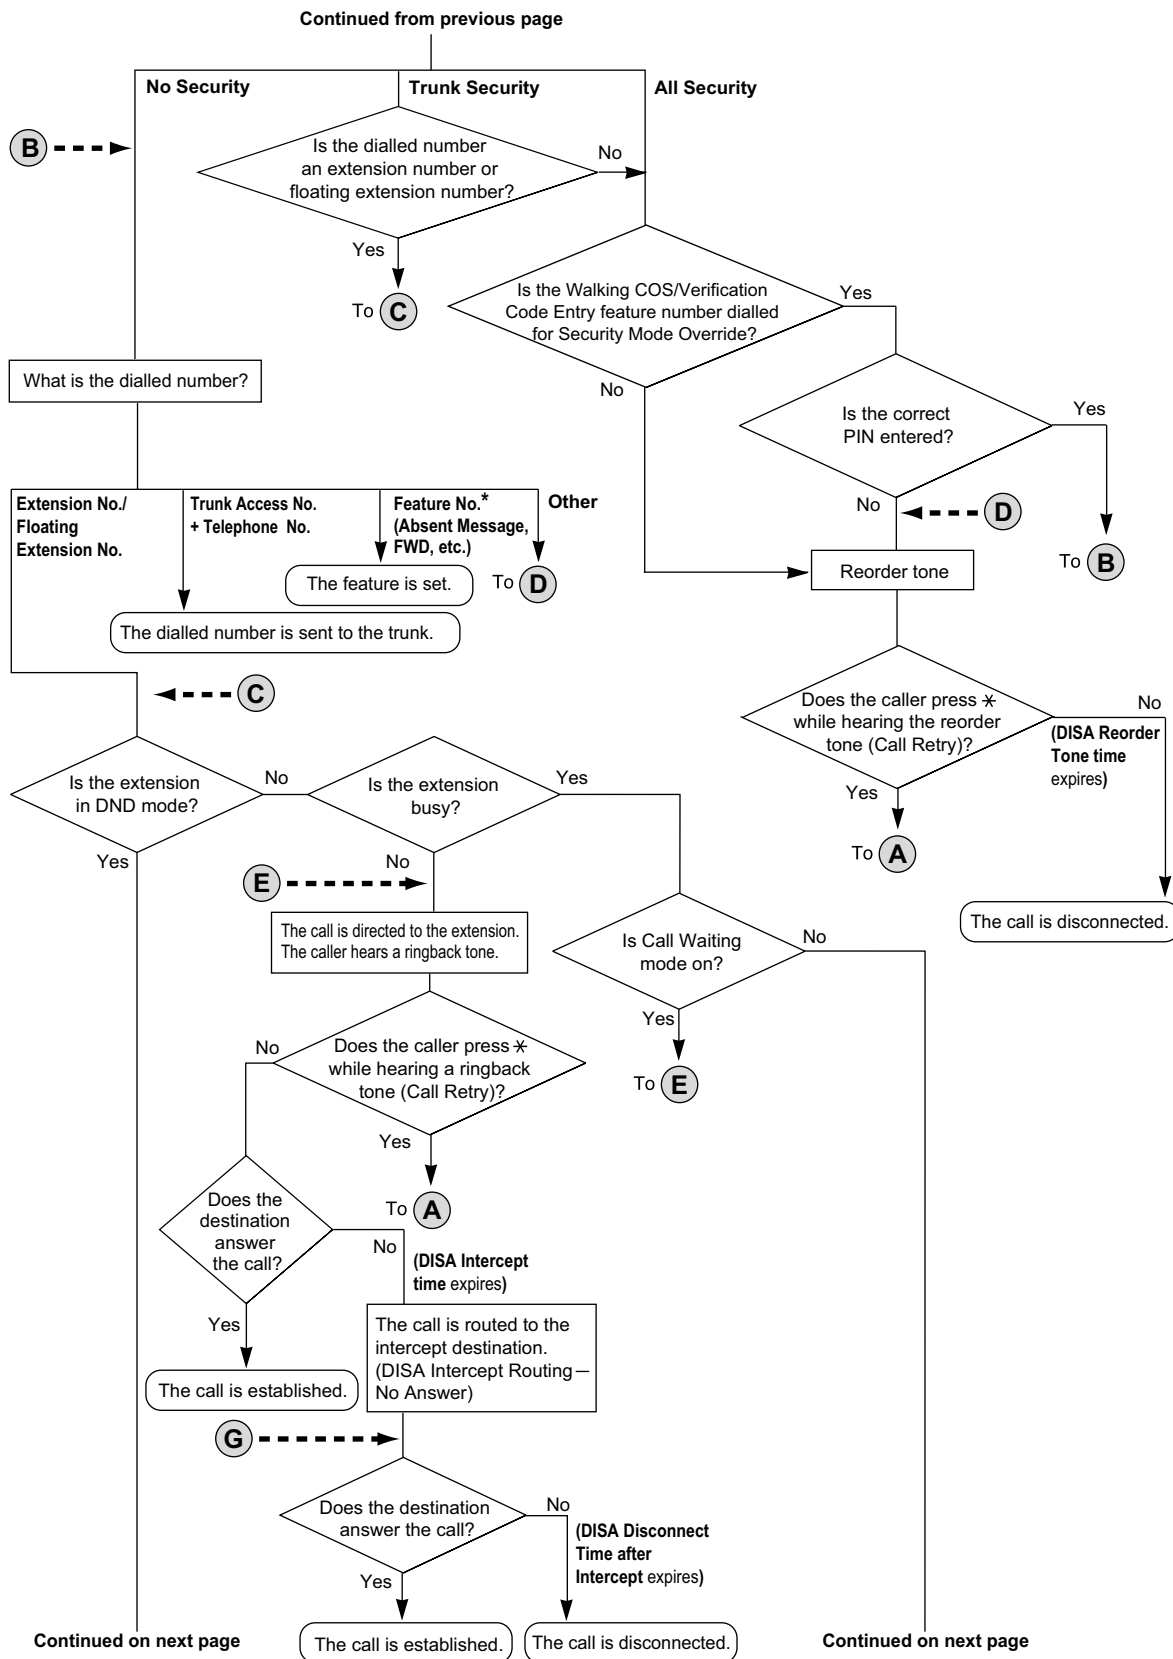 Continued from previous page
No Security
Trunk Security
All Security
B
Is the dialled number
an extension number or
floating extension number?
No
Yes
To C
Is the Walking COS/Verification
Code Entry feature number dialled
for Security Mode Override?
Yes
No
What is the dialled number?
Is the correct
PIN entered?
Yes
No
D
To B
Extension No./
Floating
Extension No.
Trunk Access No.
+ Telephone No.
Feature No.*
(Absent Message,
FWD, etc.)
Other
The feature is set.
To D
The dialled number is sent to the trunk.
Reorder tone
C
Does the caller press *
while hearing the reorder
tone (Call Retry)?
No
(DISA Reorder
Tone time
expires)
Yes
To A
The call is disconnected.
Is the extension
in DND mode?
No
Yes
Is the extension
busy?
Yes
No
E
The call is directed to the extension.
The caller hears a ringback tone.
Is Call Waiting
mode on?
No
Yes
To E
Does the caller press *
while hearing a ringback
tone (Call Retry)?
No
Yes
To A
Does the
destination
answer
the call?
No
(DISA Intercept
time expires)
Yes
The call is established.
The call is routed to the
intercept destination.
(DISA Intercept Routing—
No Answer)
G
Does the destination
answer the call?
No
(DISA Disconnect
Time after
Intercept expires)
Yes
The call is established.
The call is disconnected.
Continued on next page
Continued on next page